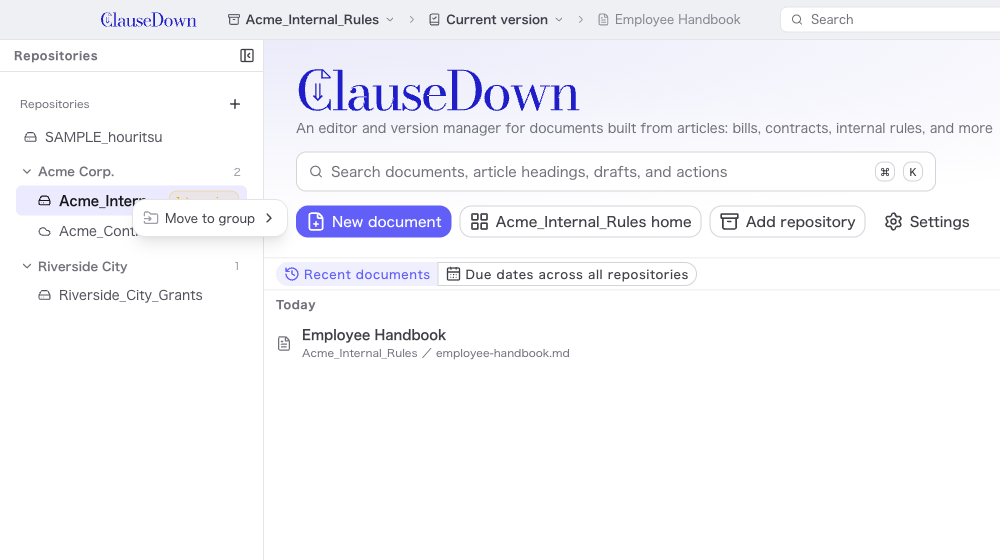 ClauseDown
Acme_Internal_Rules
Current version
Employee Handbook
Search
Repositories
Repositories
SAMPLE_houritsu
Acme Corp. 2
Acme_Intern
Move to group
Acme_Cont
Riverside City 1
Riverside_City_Grants
ClauseDown
An editor and version manager for documents built from articles: bills, contracts, internal rules, and more
Search documents, article headings, drafts, and actions ⌘ K
New document
Acme_Internal_Rules home
Add repository
Settings
Recent documents
Due dates across all repositories
Today
Employee Handbook
Acme_Internal_Rules ／ employee-handbook.md